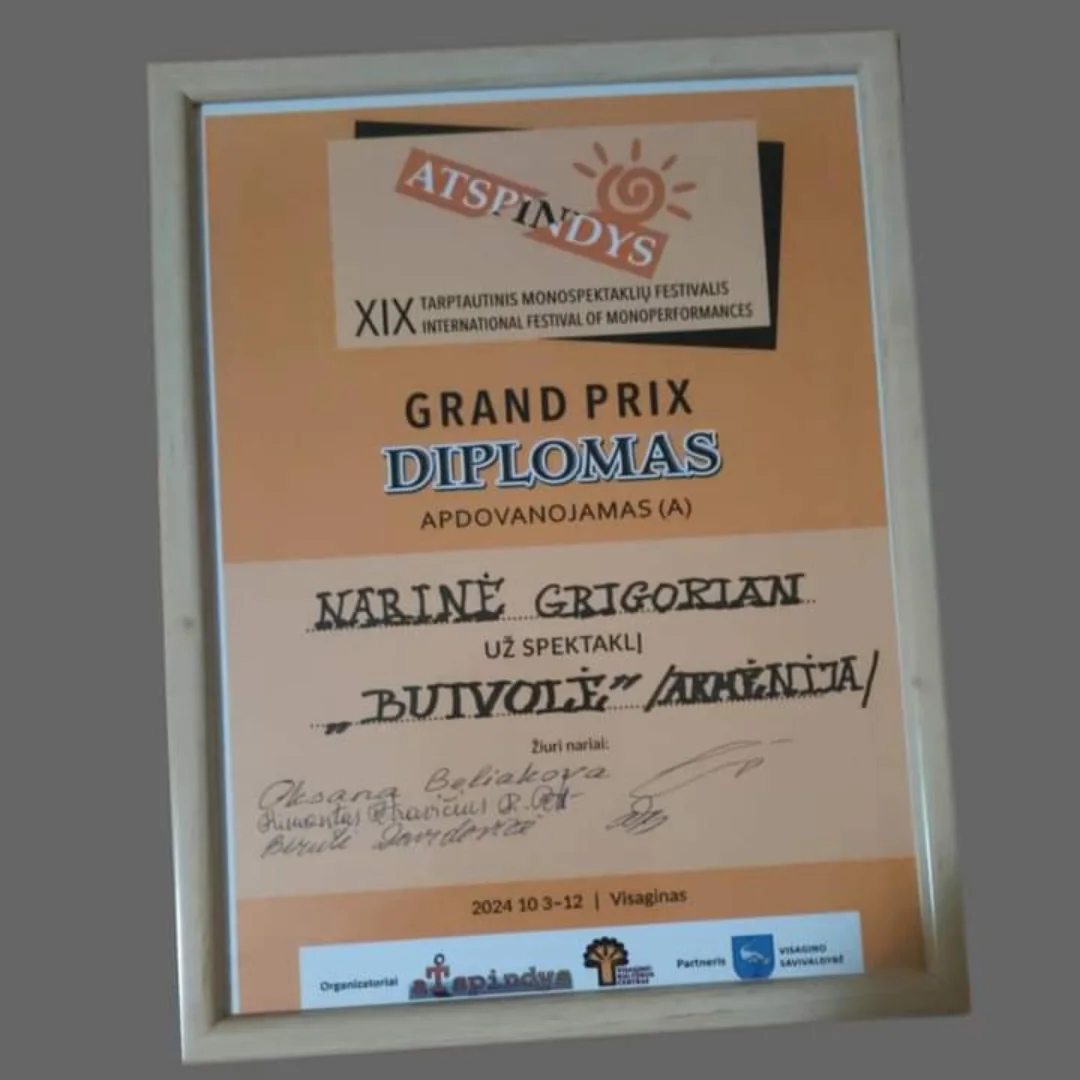 ATSPINDYS
XIX TARPTAUTINIS MONOSPEKTAKLIŲ FESTIVALIS
INTERNATIONAL FESTIVAL OF MONOPERFORMANCES
GRAND PRIX
DIPLOMAS
APDOVANOJAMAS (A)
NARINĖ GRIGORIAN
UŽ SPEKTAKLĮ
„BUIVOLĖ” /ARMĖNIJA/
Žiuri nariai:
Oksana Beliakova
2024 10 3–12 | Visaginas
Organizatoriai atspindys
Partneris VISAGINO
SAVIVALDYBĖ